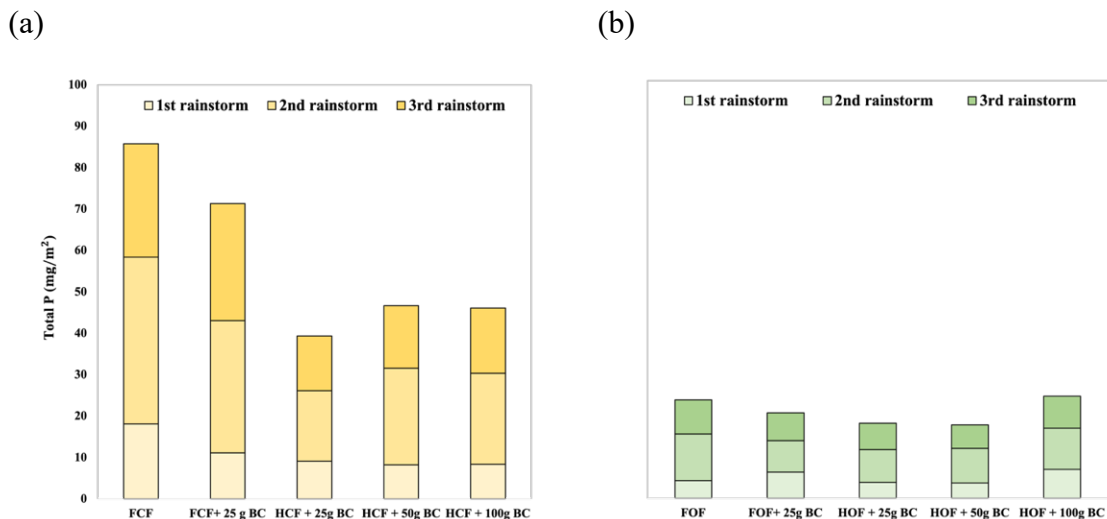 (a)
(b)
1st rainstorm 2nd rainstorm 3rd rainstorm
Total P (mg/m²)
100
90
80
70
60
50
40
30
20
10
0
FCF FCF+ 25 g BC HCF + 25g BC HCF + 50g BC HCF + 100g BC
1st rainstorm 2nd rainstorm 3rd rainstorm
FOF FOF+ 25g BC HOF + 25g BC HOF + 50g BC HOF + 100g BC